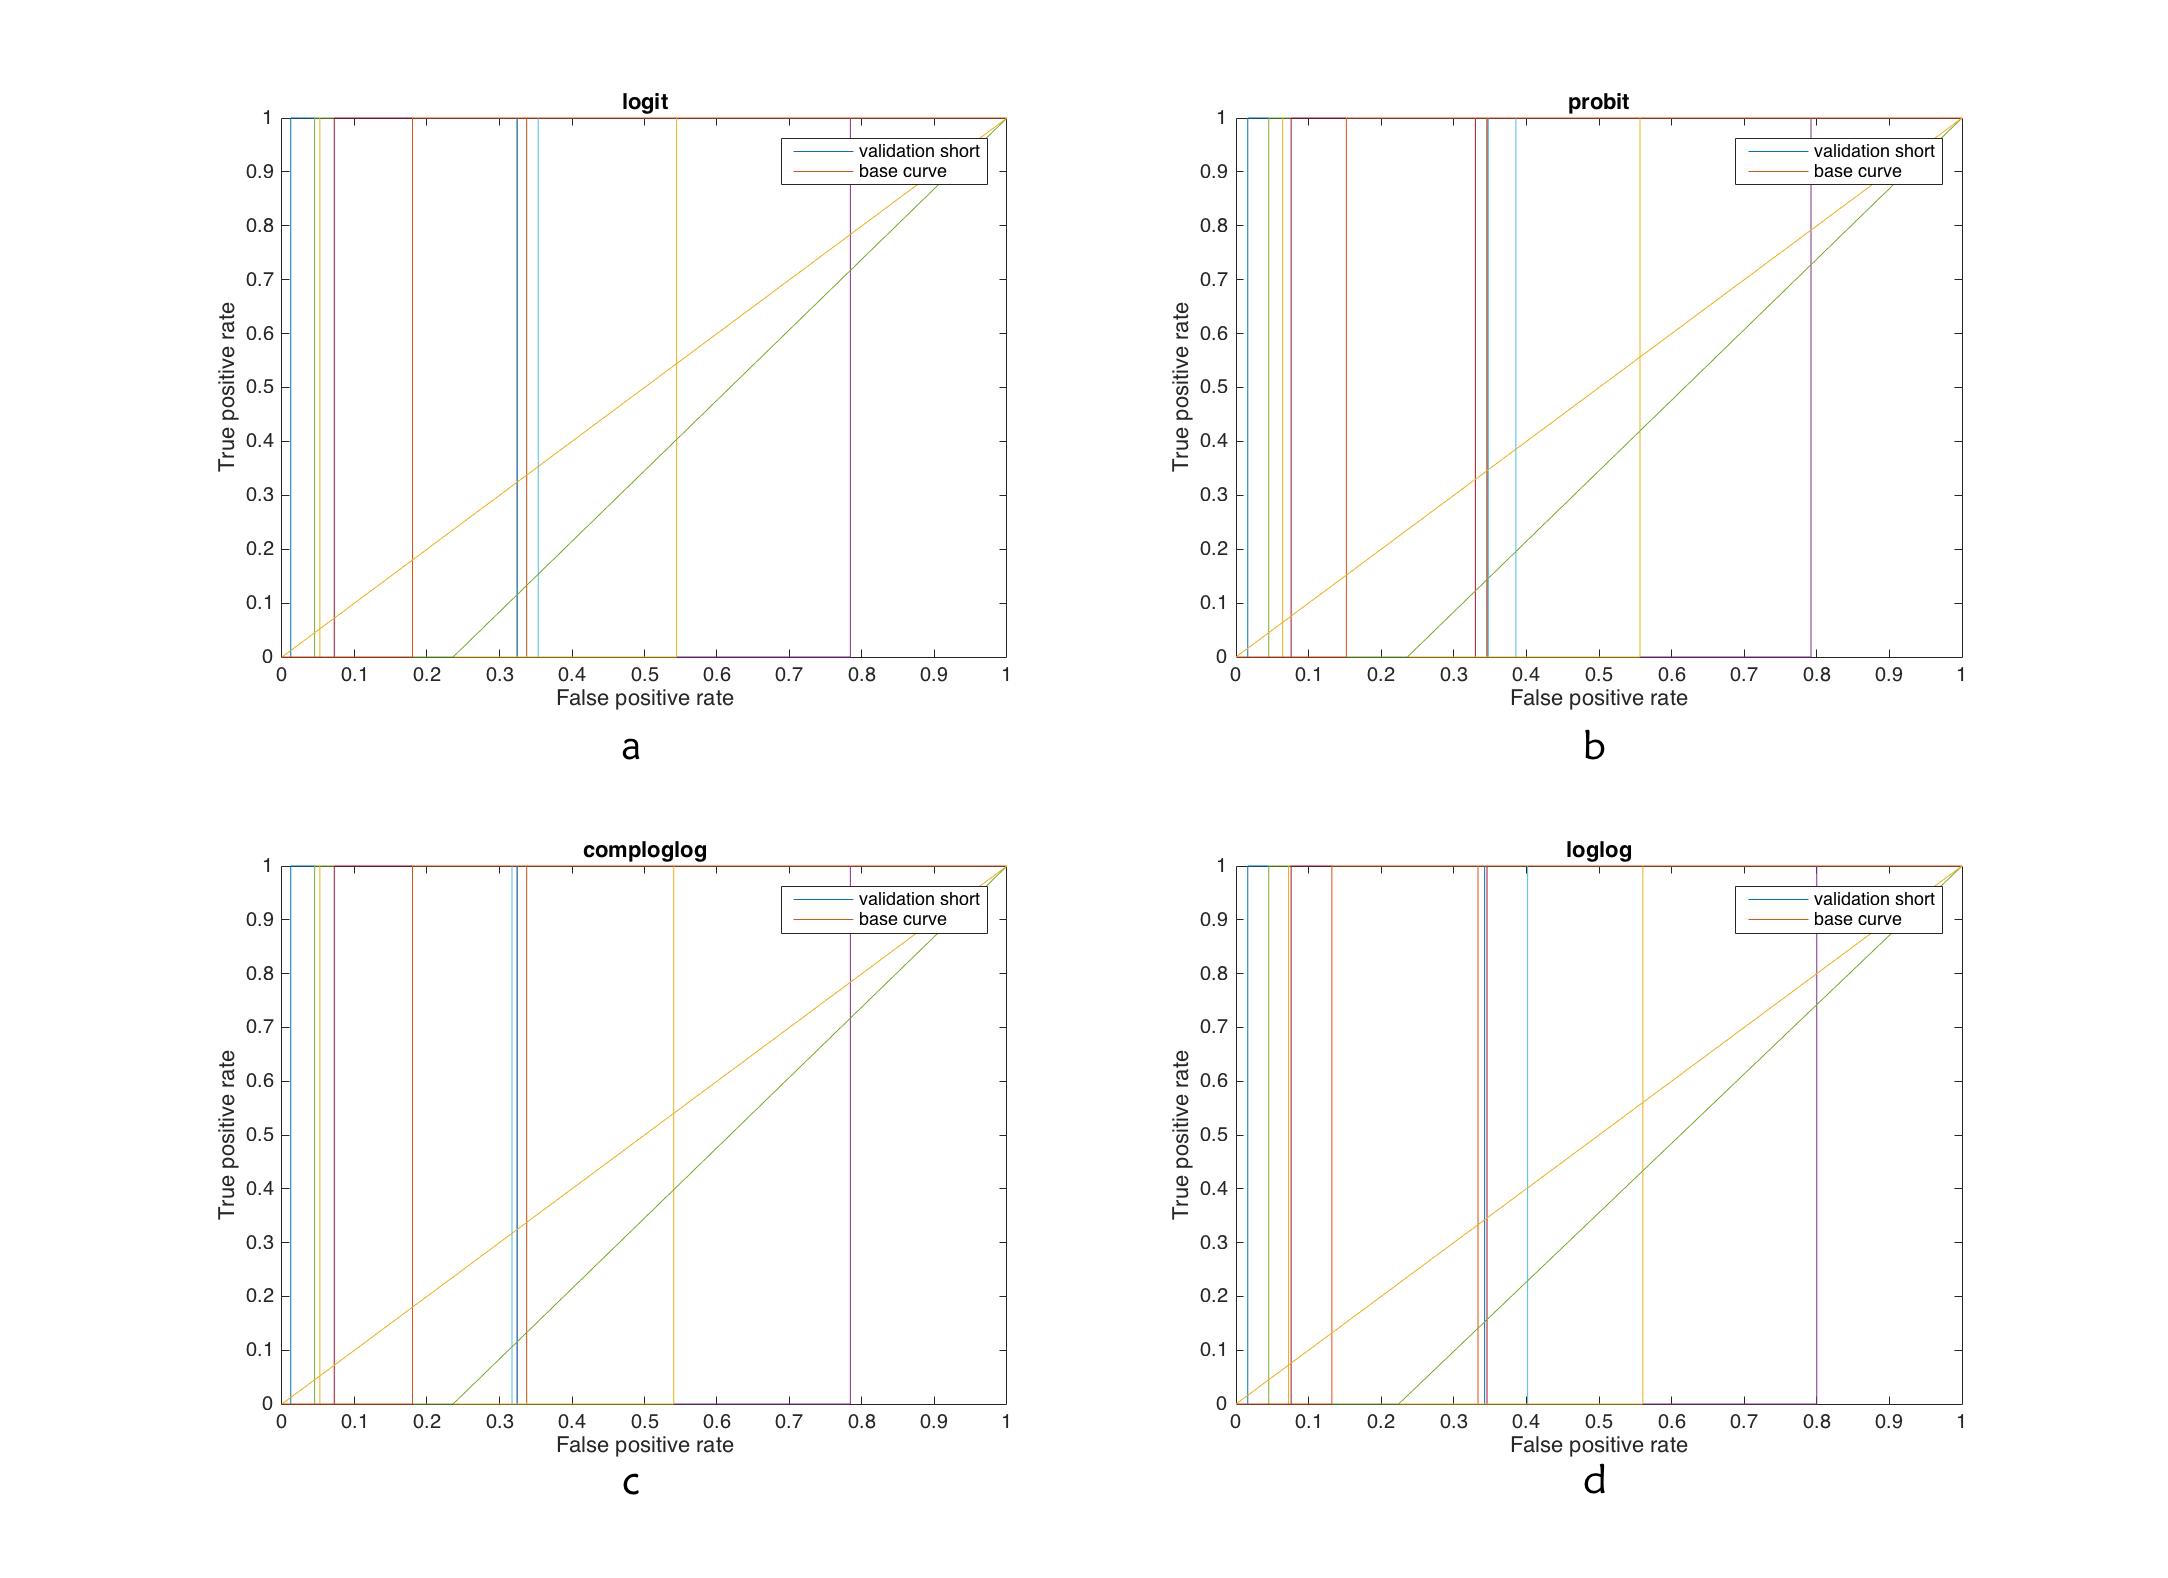 logit
1
0.9
0.8
0.7
0.6
0.5
0.4
0.3
0.2
0.1
0
True positive rate
validation short
base curve
0 0.1 0.2 0.3 0.4 0.5 0.6 0.7 0.8 0.9 1
False positive rate
a
probit
1
0.9
0.8
0.7
0.6
0.5
0.4
0.3
0.2
0.1
0
True positive rate
validation short
base curve
0 0.1 0.2 0.3 0.4 0.5 0.6 0.7 0.8 0.9 1
False positive rate
b
comploglog
1
0.9
0.8
0.7
0.6
0.5
0.4
0.3
0.2
0.1
0
True positive rate
validation short
base curve
0 0.1 0.2 0.3 0.4 0.5 0.6 0.7 0.8 0.9 1
False positive rate
c
loglog
1
0.9
0.8
0.7
0.6
0.5
0.4
0.3
0.2
0.1
0
True positive rate
validation short
base curve
0 0.1 0.2 0.3 0.4 0.5 0.6 0.7 0.8 0.9 1
False positive rate
d